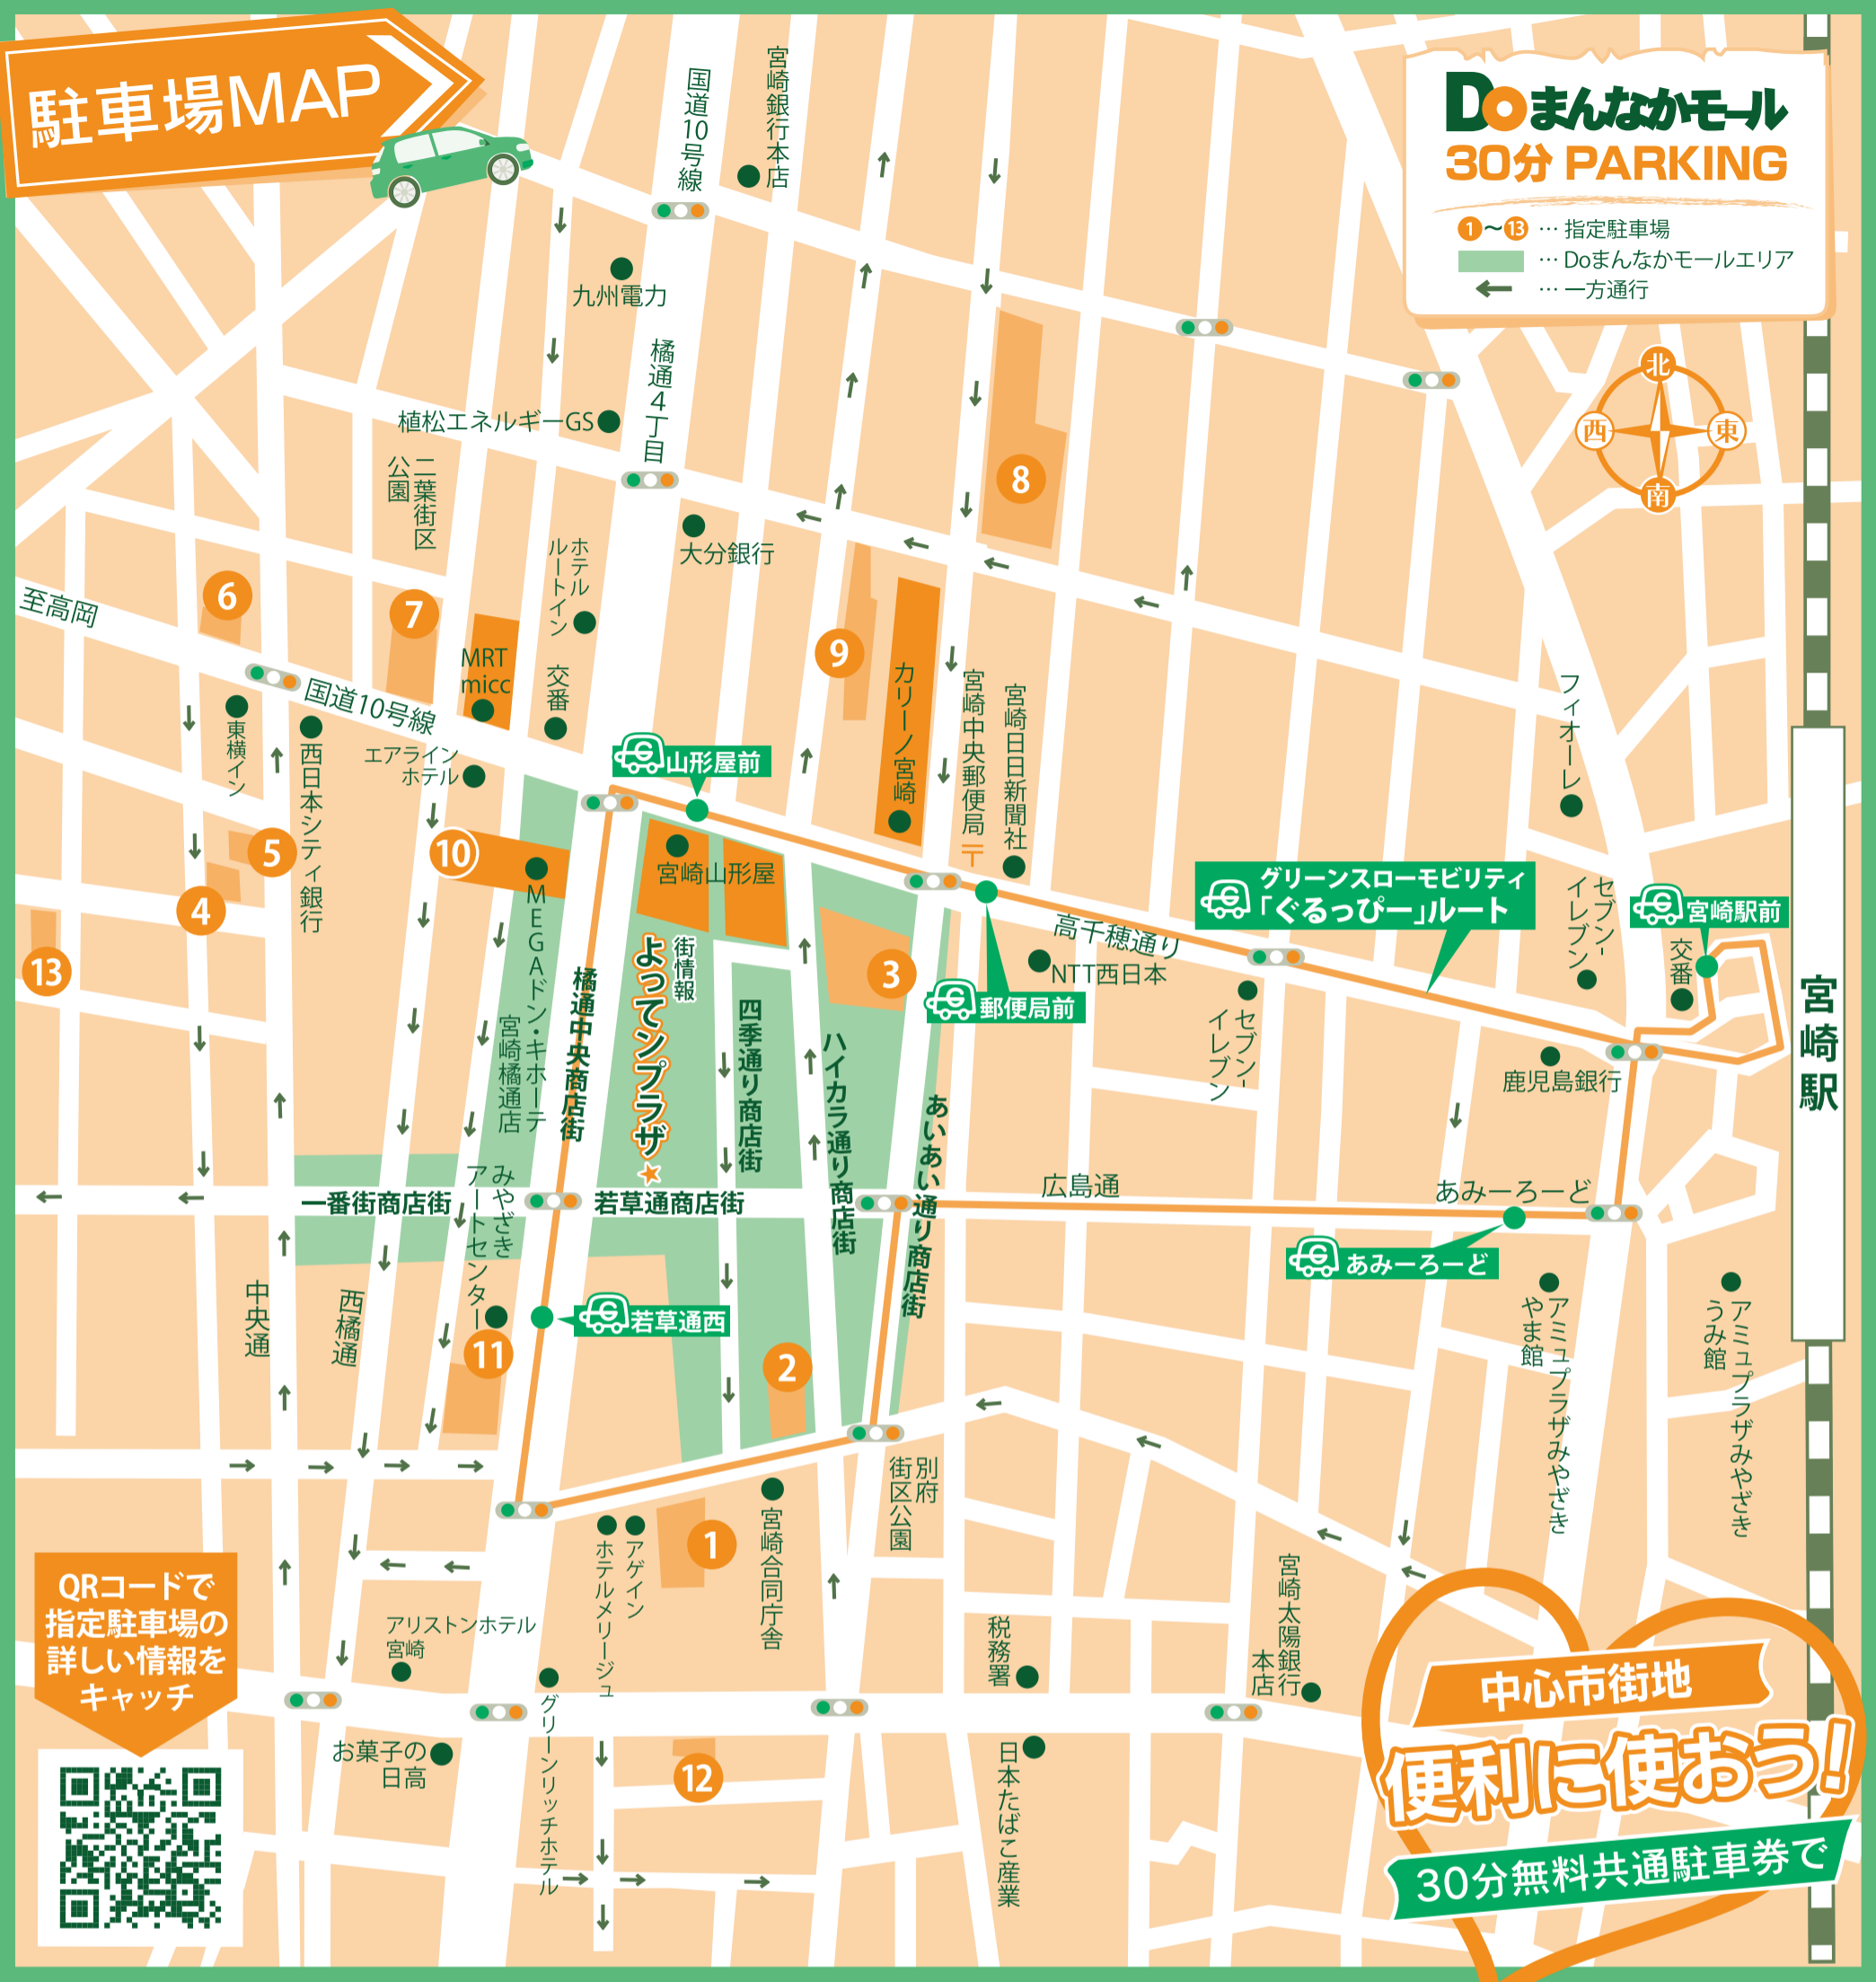 駐車場MAP
Doまんなかモール
30分 PARKING
1～13 … 指定駐車場
… Doまんなかモールエリア
… 一方通行
北
西
東
南
国道10号線
宮崎銀行本店
九州電力
橘通4丁目
植松エネルギーGS
二葉街区
公園
大分銀行
ホテル
ルートイン
8
6
7
9
至高岡
国道10号線
MRT
micc
交番
東横イン
西日本シティ銀行
エアライン
ホテル
山形屋前
カリーノ宮崎
宮崎中央郵便局
〒
宮崎日日新聞社
フィオーレ
5
4
13
10
宮崎山形屋
MEGAドン・キホーテ
宮崎橘通店
3
高千穂通り
NTT西日本
郵便局前
グリーンスローモビリティ
「ぐるっぴー」ルート
セブン-
イレブン
宮崎駅前
交番
宮崎駅
セブン-
イレブン
鹿児島銀行
橘通中央商店街
街情報
よってンプラザ
四季通り商店街
ハイカラ通り商店街
あいあい通り商店街
一番街商店街
若草通商店街
広島通
あみーろーど
あみーろーど
みやざき
アートセンター
中央通
西橘通
若草通西
11
2
アミュプラザみやざき
やま館
アミュプラザみやざき
うみ館
別府
街区公園
1
宮崎合同庁舎
アゲイン
ホテルメリージュ
アリストンホテル
宮崎
グリーンリッチホテル
お菓子の
日高
12
税務署
宮崎太陽銀行
本店
日本たばこ産業
QRコードで
指定駐車場の
詳しい情報を
キャッチ
中心市街地
便利に使おう!
30分無料共通駐車券で